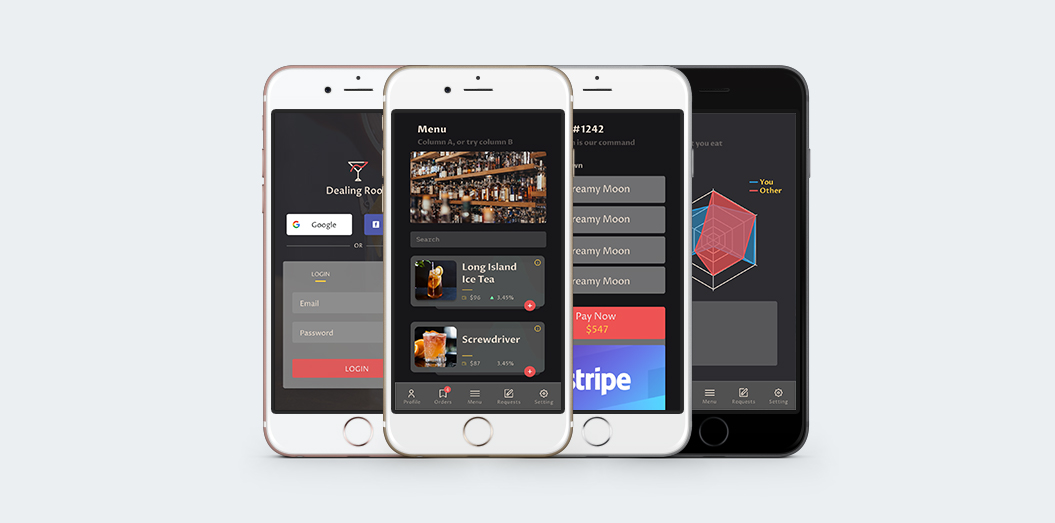 Dealing Roo
Google
OR
LOGIN
Email
Password
LOGIN
Menu
Column A, or try column B
Search
Long Island
Ice Tea
$96 3.45%
Screwdriver
$87 3.45%
Profile Orders Menu Requests Setting
#1242
is our command
wn
reamy Moon
reamy Moon
reamy Moon
reamy Moon
Pay Now
$547
stripe
you eat
You
Other
Menu Requests Setting